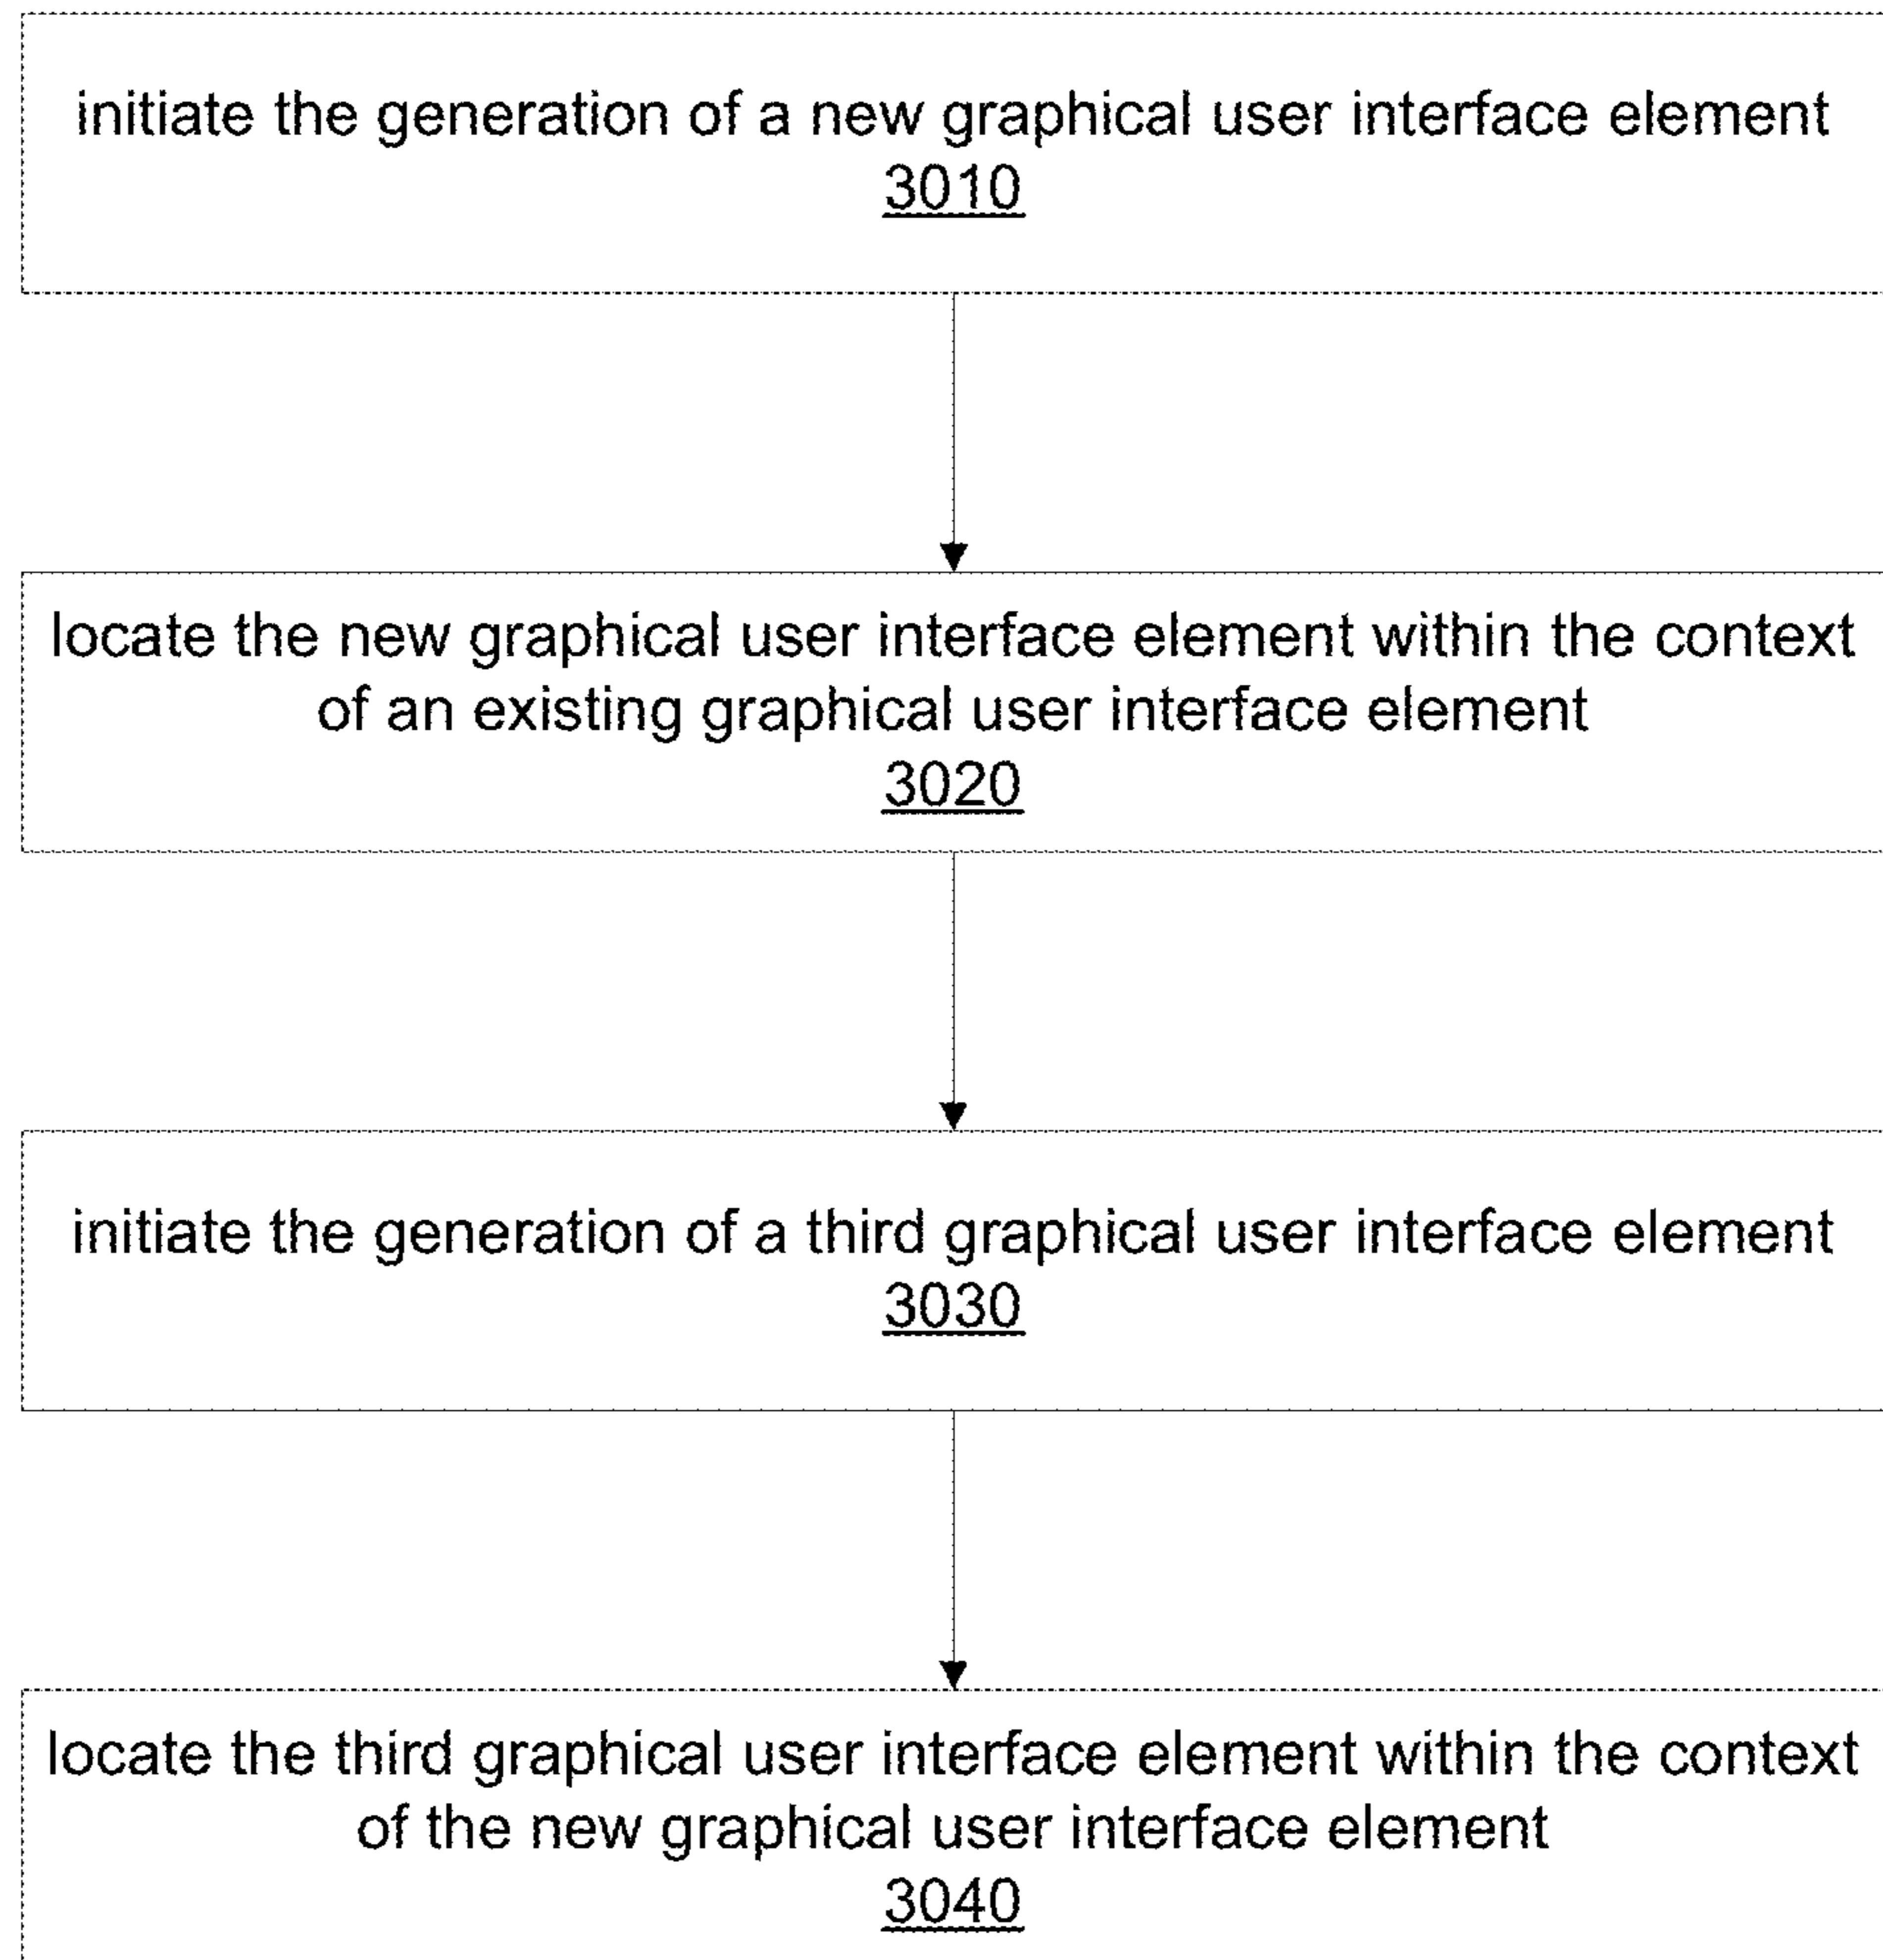 initiate the generation of a new graphical user interface element
3010
locate the new graphical user interface element within the context
of an existing graphical user interface element
3020
initiate the generation of a third graphical user interface element
3030
locate the third graphical user interface element within the context
of the new graphical user interface element
3040